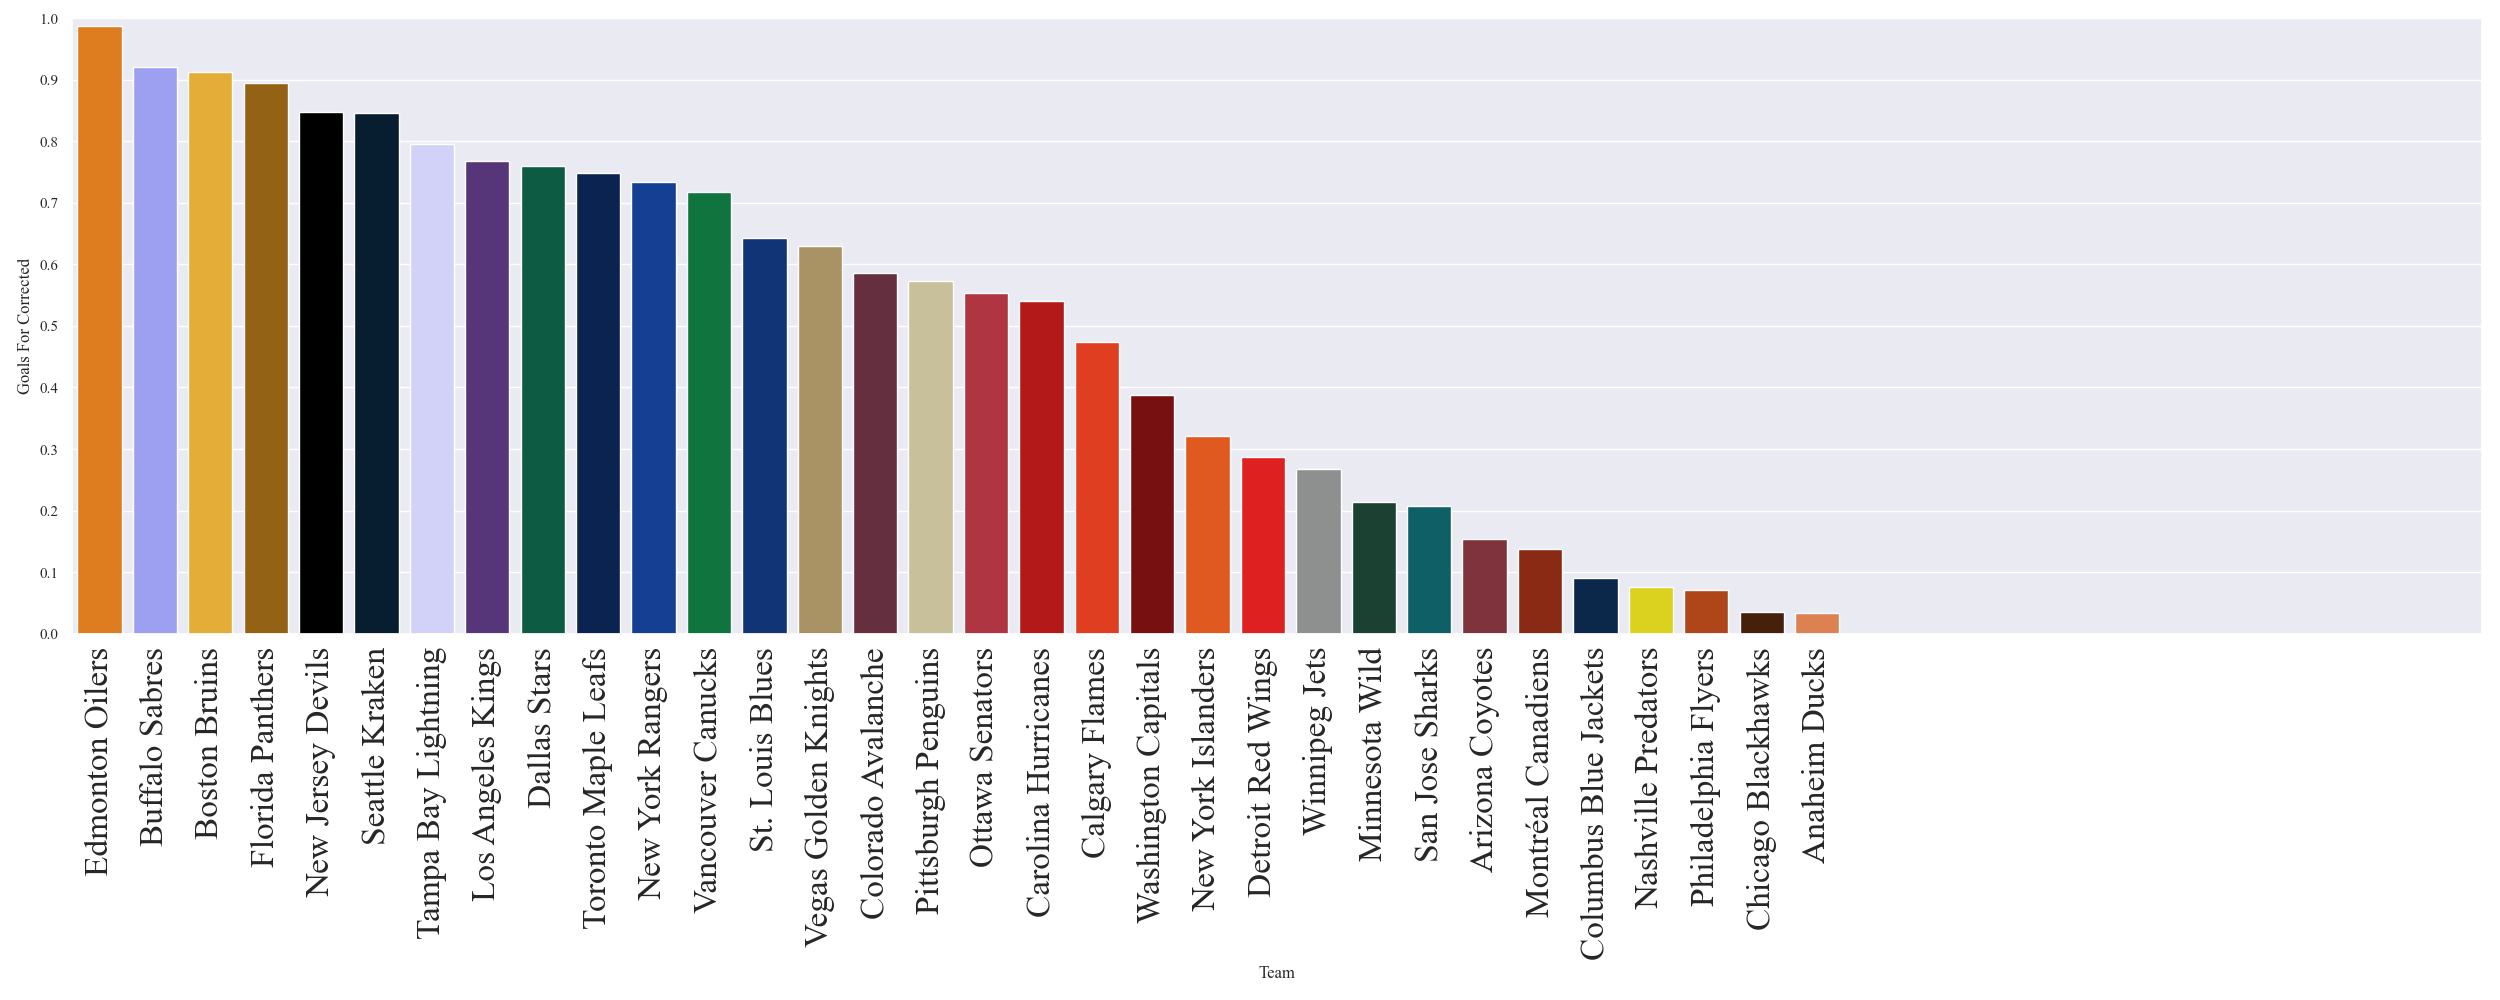 1.0
0.9
0.8
0.7
0.6
0.5
0.4
0.3
0.2
0.1
0.0
Goals For Corrected
Edmonton Oilers
Buffalo Sabres
Boston Bruins
Florida Panthers
New Jersey Devils
Seattle Kraken
Tampa Bay Lightning
Los Angeles Kings
Dallas Stars
Toronto Maple Leafs
New York Rangers
Vancouver Canucks
St. Louis Blues
Vegas Golden Knights
Colorado Avalanche
Pittsburgh Penguins
Ottawa Senators
Carolina Hurricanes
Calgary Flames
Washington Capitals
New York Islanders
Detroit Red Wings
Winnipeg Jets
Minnesota Wild
San Jose Sharks
Arizona Coyotes
Montréal Canadiens
Columbus Blue Jackets
Nashville Predators
Philadelphia Flyers
Chicago Blackhawks
Anaheim Ducks
Team